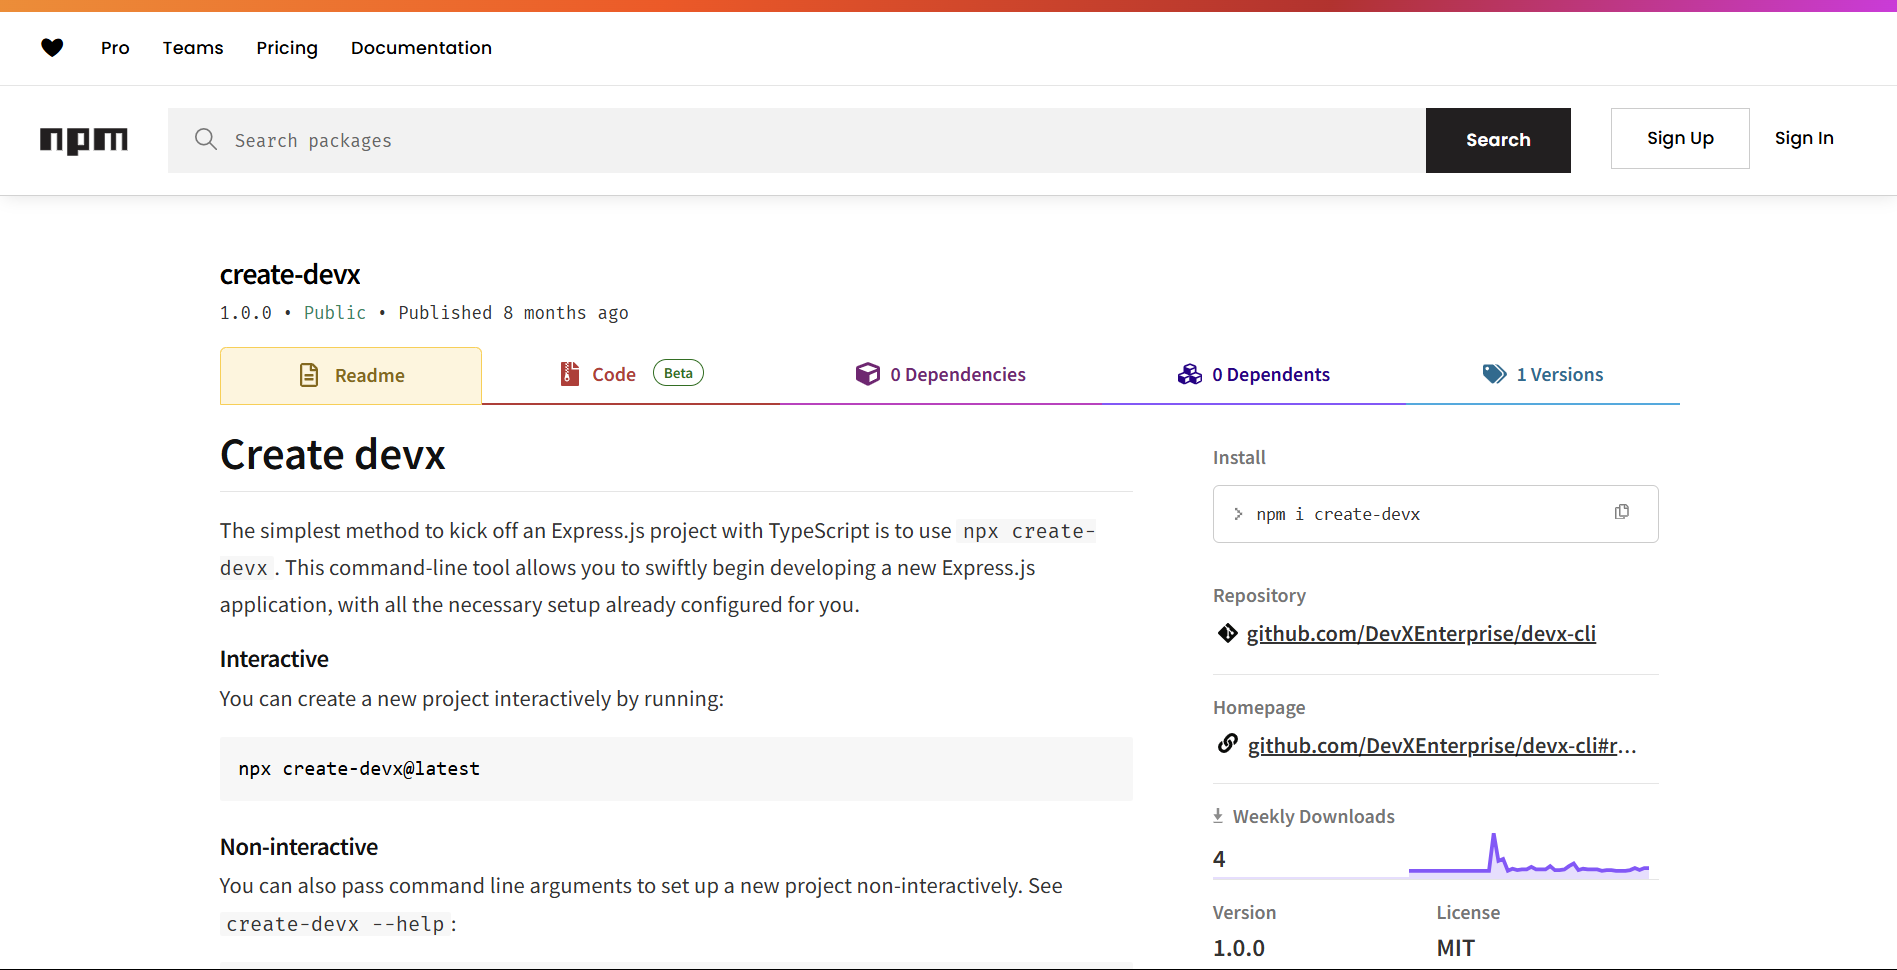 Pro Teams Pricing Documentation
npm Search packages Search Sign Up Sign In
create-devx
1.0.0 • Public • Published 8 months ago
Readme Code Beta 0 Dependencies 0 Dependents 1 Versions
Create devx
The simplest method to kick off an Express.js project with TypeScript is to use npx create-
devx. This command-line tool allows you to swiftly begin developing a new Express.js
application, with all the necessary setup already configured for you.
Interactive
You can create a new project interactively by running:
npx create-devx@latest
Non-interactive
You can also pass command line arguments to set up a new project non-interactively. See
create-devx --help:
Install
> npm i create-devx
Repository
github.com/DevXEnterprise/devx-cli
Homepage
github.com/DevXEnterprise/devx-cli#r...
Weekly Downloads
4
Version License
1.0.0 MIT